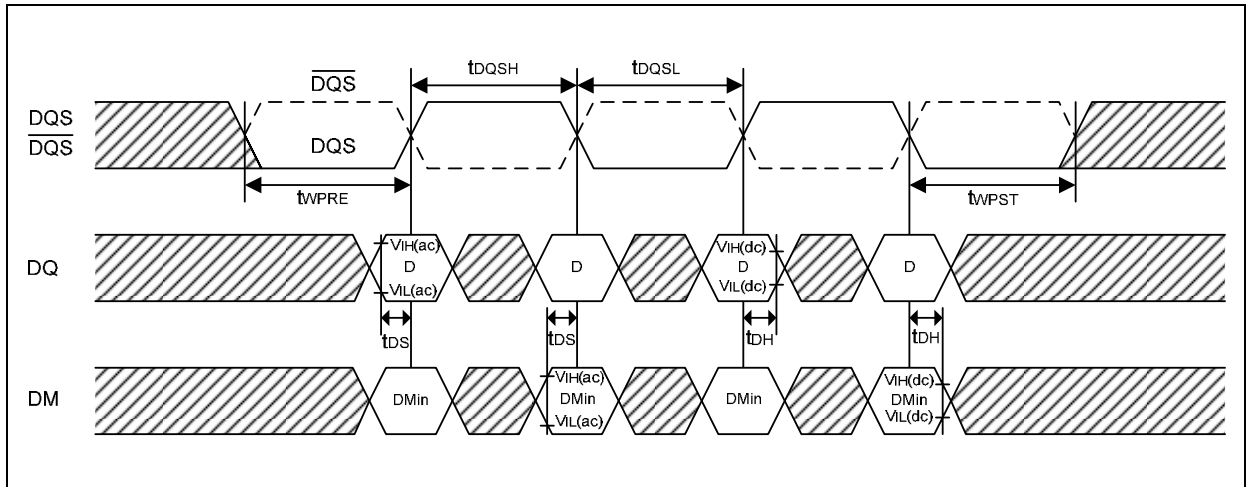 DQS
tDQSH
tDQSL
DQS
DQS
DQS
tWPRE
tWPST
DQ
VIH(ac)
D
VIL(ac)
D
VIH(dc)
D
VIL(dc)
D
tDS
tDS
tDH
tDH
DM
DMin
VIH(ac)
DMin
VIL(ac)
DMin
VIH(dc)
DMin
VIL(dc)